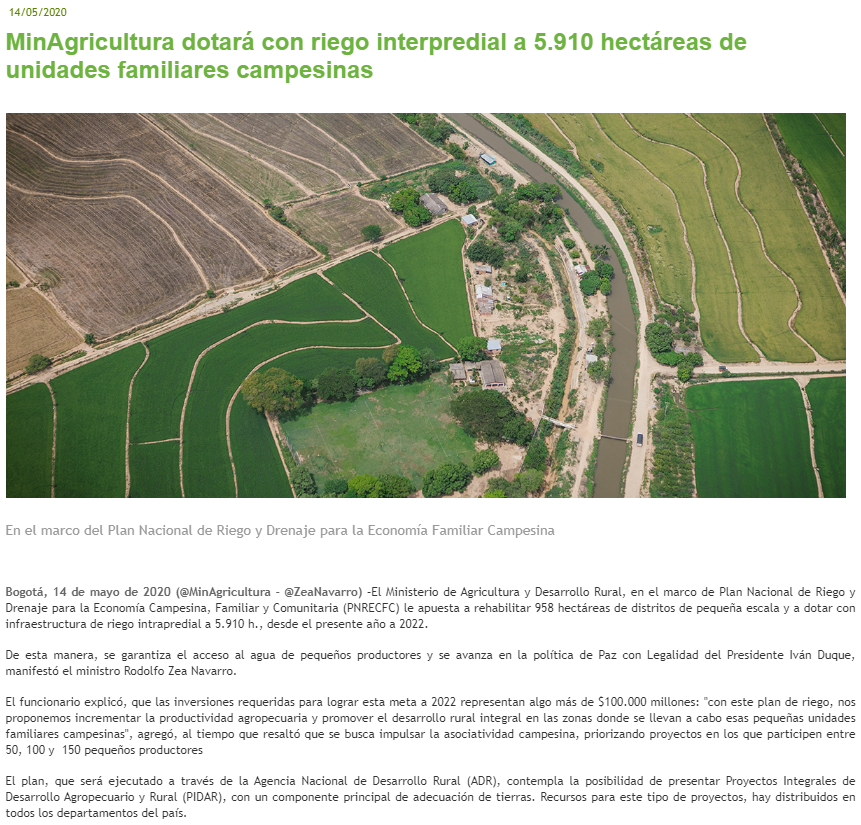 14/05/2020
MinAgricultura dotará con riego interpredial a 5.910 hectáreas de
unidades familiares campesinas
En el marco del Plan Nacional de Riego y Drenaje para la Economía Familiar Campesina
Bogotá, 14 de mayo de 2020 (@MinAgricultura - @ZeaNavarro) -El Ministerio de Agricultura y Desarrollo Rural, en el marco de Plan Nacional de Riego y
Drenaje para la Economía Campesina, Familiar y Comunitaria (PNRECFC) le apuesta a rehabilitar 958 hectáreas de distritos de pequeña escala y a dotar con
infraestructura de riego intrapredial a 5.910 h., desde el presente año a 2022.
De esta manera, se garantiza el acceso al agua de pequeños productores y se avanza en la política de Paz con Legalidad del Presidente Iván Duque,
manifestó el ministro Rodolfo Zea Navarro.
El funcionario explicó, que las inversiones requeridas para lograr esta meta a 2022 representan algo más de $100.000 millones: "con este plan de riego, nos
proponemos incrementar la productividad agropecuaria y promover el desarrollo rural integral en las zonas donde se llevan a cabo esas pequeñas unidades
familiares campesinas", agregó, al tiempo que resaltó que se busca impulsar la asociatividad campesina, priorizando proyectos en los que participen entre
50, 100 y  150 pequeños productores
El plan, que será ejecutado a través de la Agencia Nacional de Desarrollo Rural (ADR), contempla la posibilidad de presentar Proyectos Integrales de
Desarrollo Agropecuario y Rural (PIDAR), con un componente principal de adecuación de tierras. Recursos para este tipo de proyectos, hay distribuidos en
todos los departamentos del país.